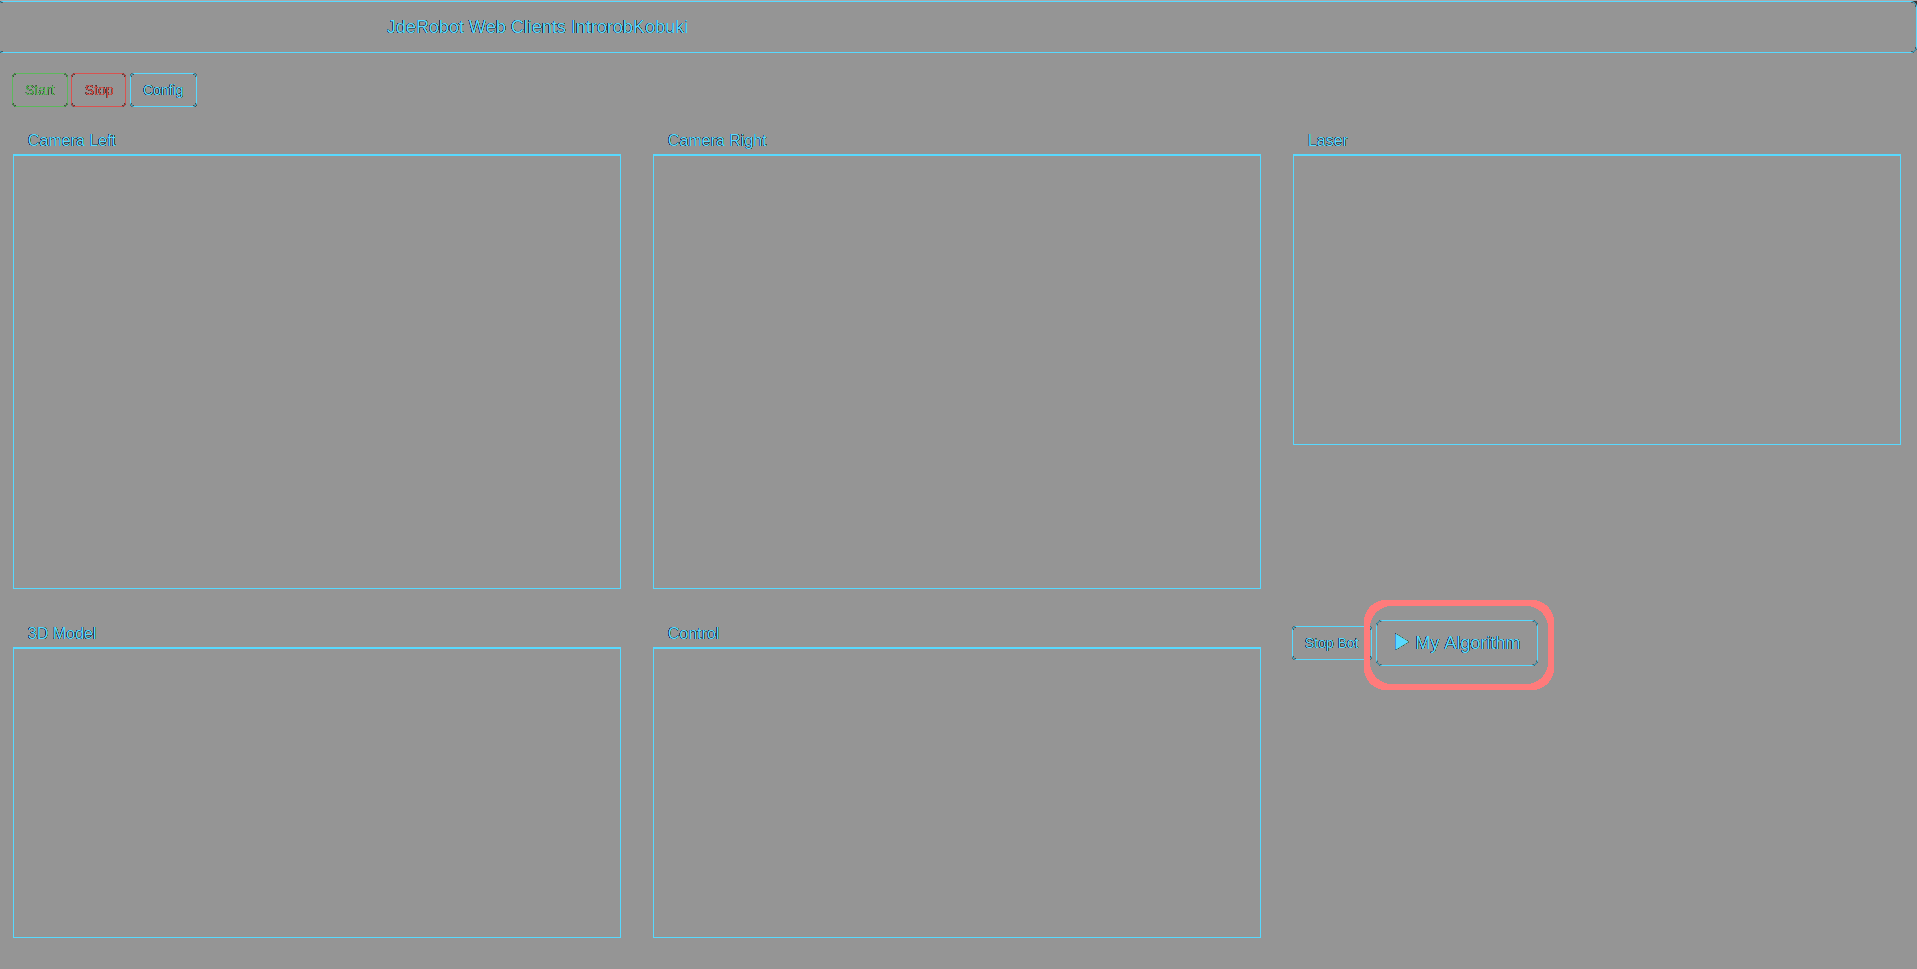 JdeRobot Web Clients IntrorobKobuki
Start Stop Config
Camera Left Camera Right Laser
3D Model Control Stop Bot My Algorithm